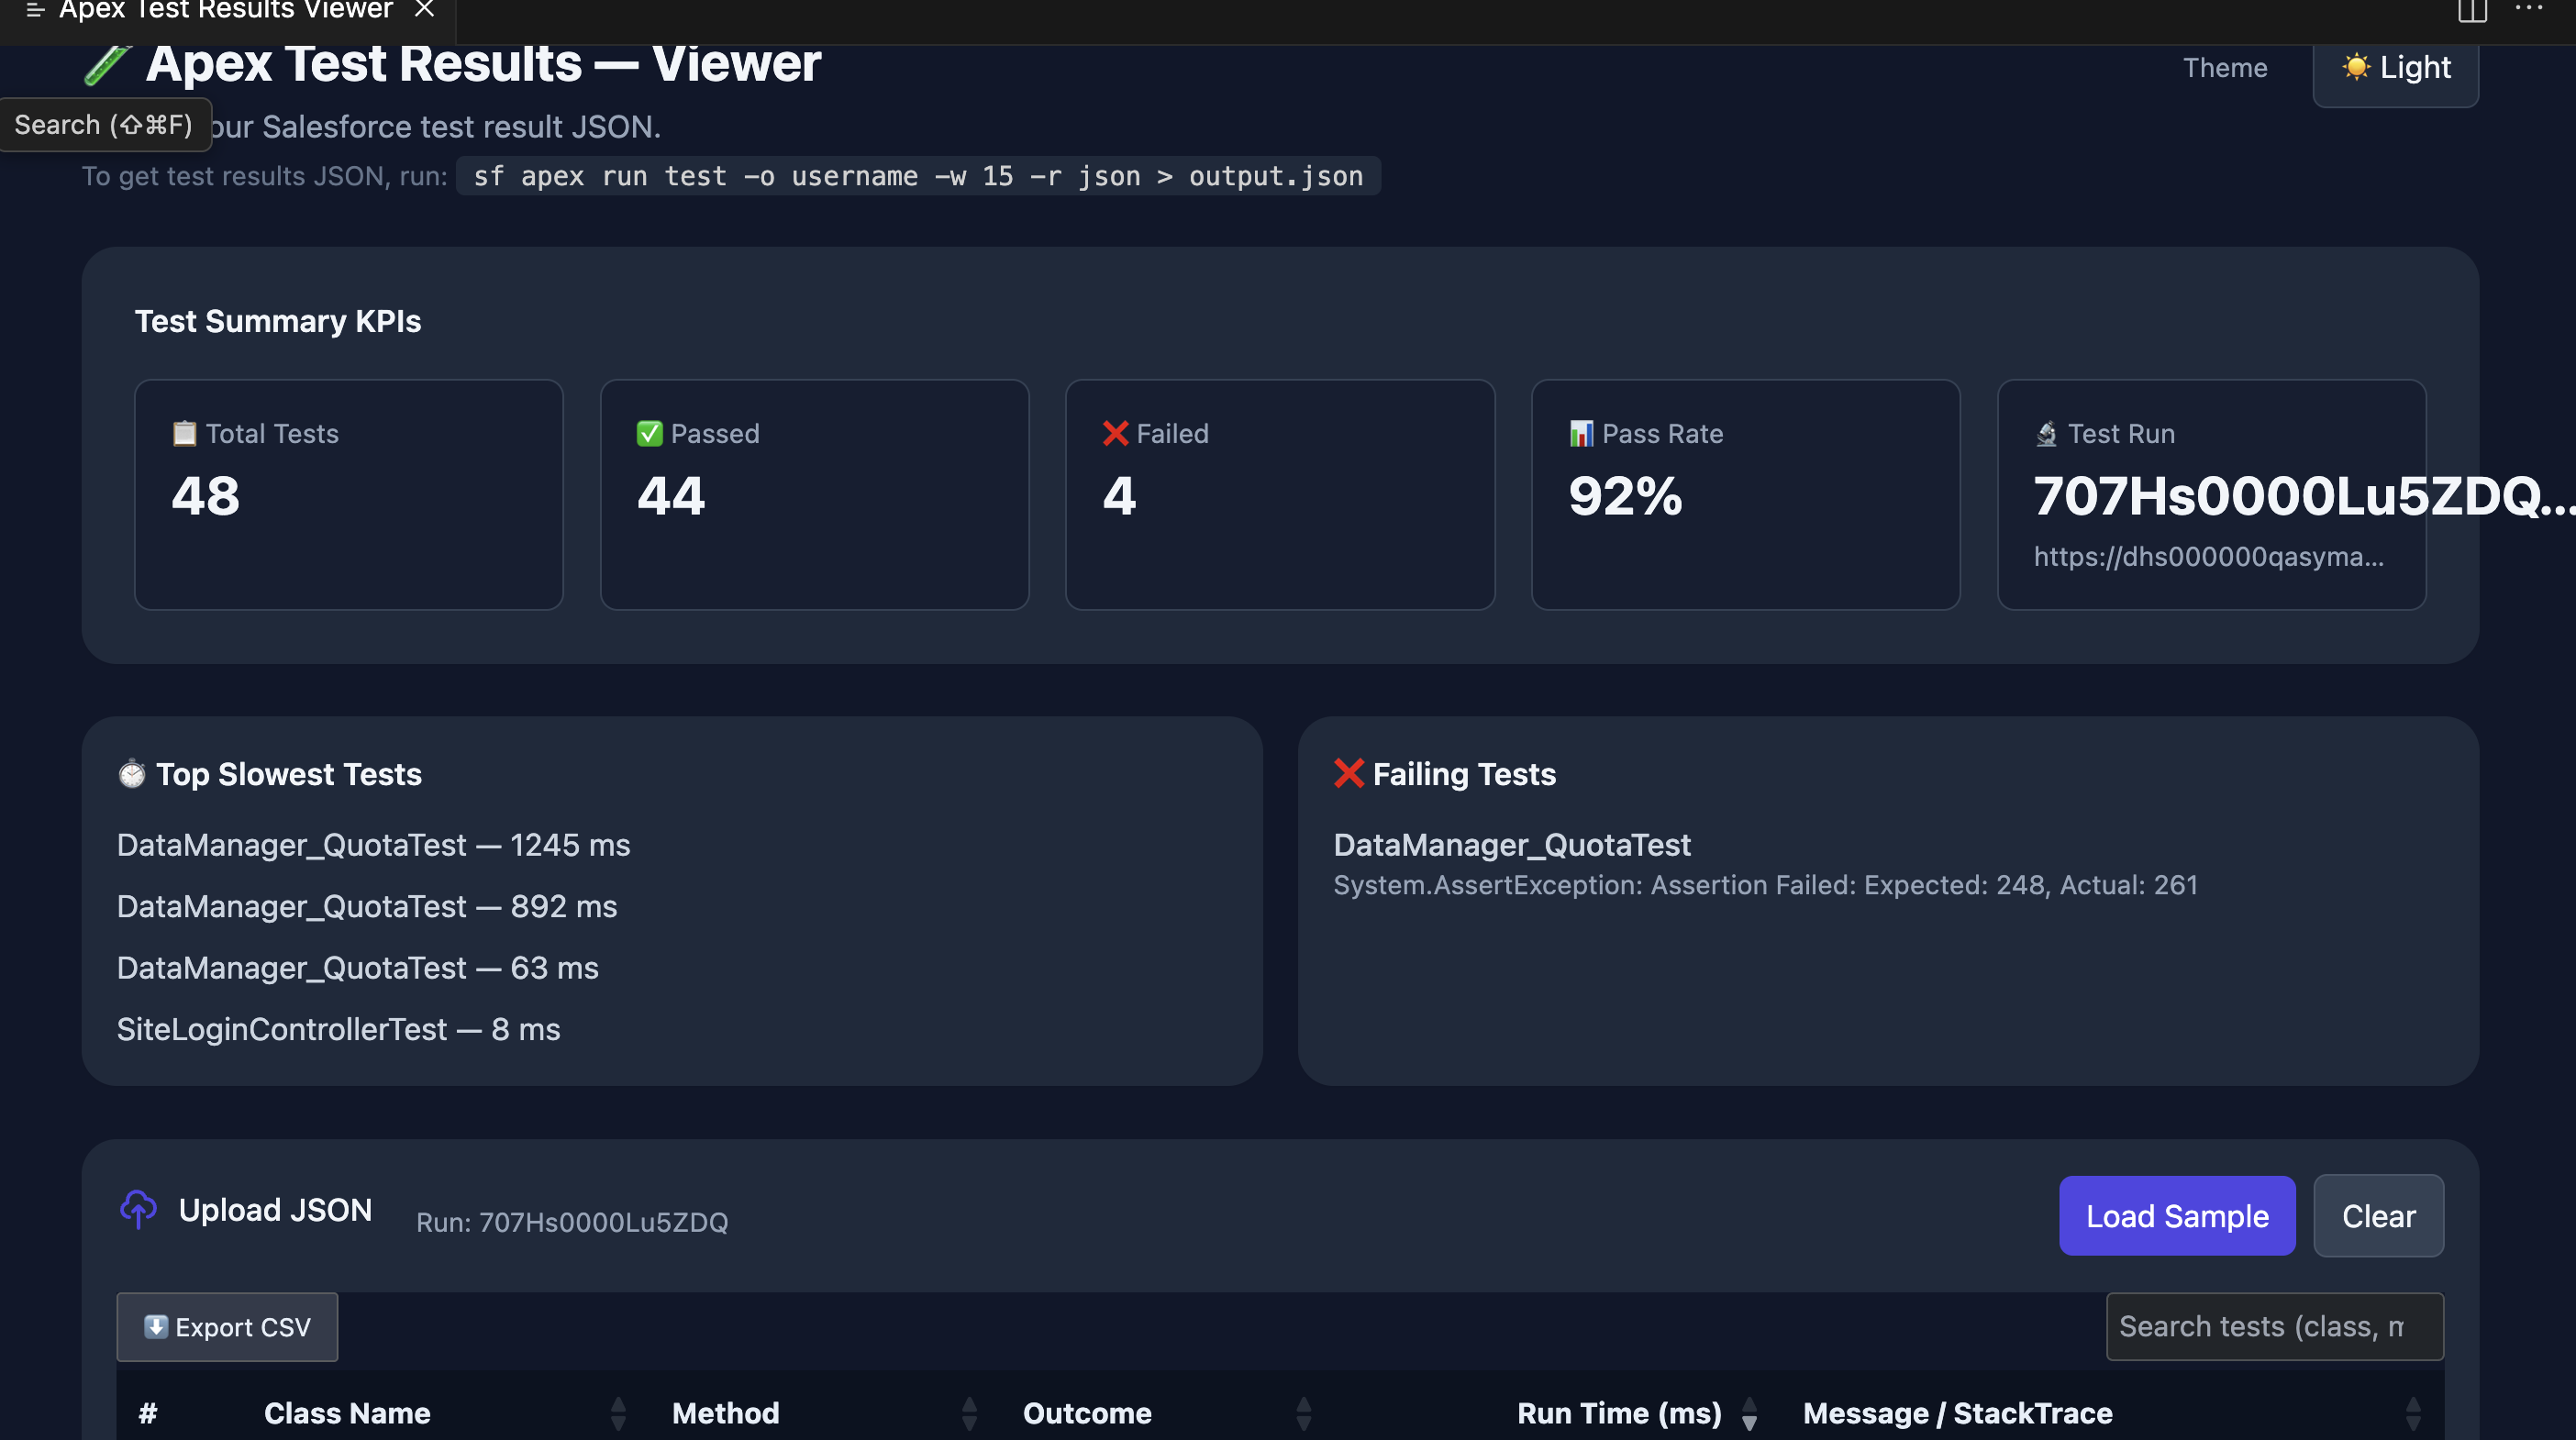 Apex Test Results Viewer
Apex Test Results — Viewer
Theme
Light
Search (⇧⌘F)
our Salesforce test result JSON.
To get test results JSON, run: sf apex run test -o username -w 15 -r json > output.json
Test Summary KPIs
Total Tests
48
Passed
44
Failed
4
Pass Rate
92%
Test Run
707Hs0000Lu5ZDQ...
https://dhs000000qasyma...
Top Slowest Tests
DataManager_QuotaTest — 1245 ms
DataManager_QuotaTest — 892 ms
DataManager_QuotaTest — 63 ms
SiteLoginControllerTest — 8 ms
Failing Tests
DataManager_QuotaTest
System.AssertException: Assertion Failed: Expected: 248, Actual: 261
Upload JSON
Run: 707Hs0000Lu5ZDQ
Load Sample
Clear
Export CSV
Search tests (class, m
# Class Name Method Outcome Run Time (ms) Message / StackTrace